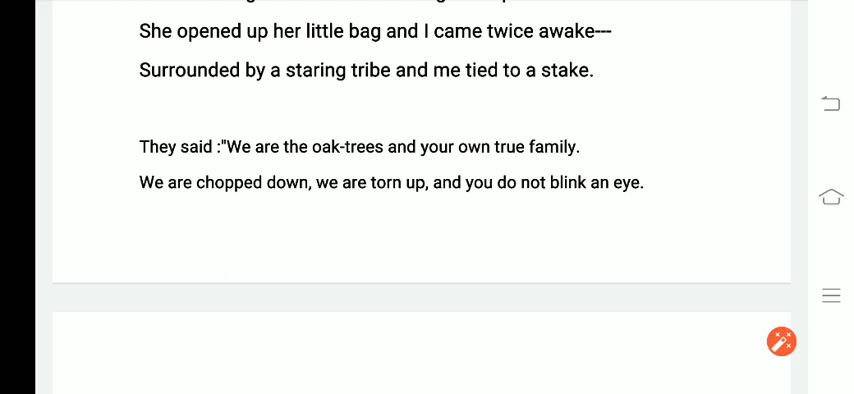 She opened up her little bag and I came twice awake---
Surrounded by a staring tribe and me tied to a stake.
They said :"We are the oak-trees and your own true family.
We are chopped down, we are torn up, and you do not blink an eye.